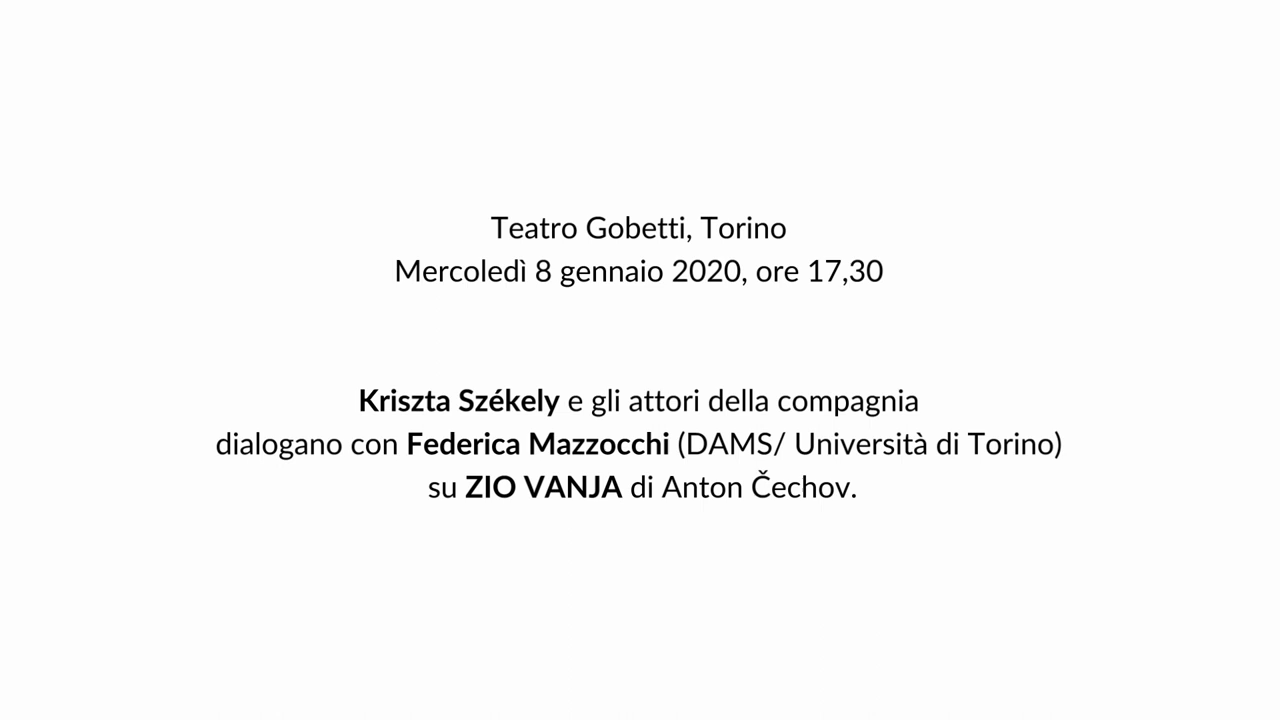 Teatro Gobetti, Torino
Mercoledì 8 gennaio 2020, ore 17,30
Kriszta Székely e gli attori della compagnia
dialogano con Federica Mazzocchi (DAMS/ Università di Torino)
su ZIO VANJA di Anton Čechov.